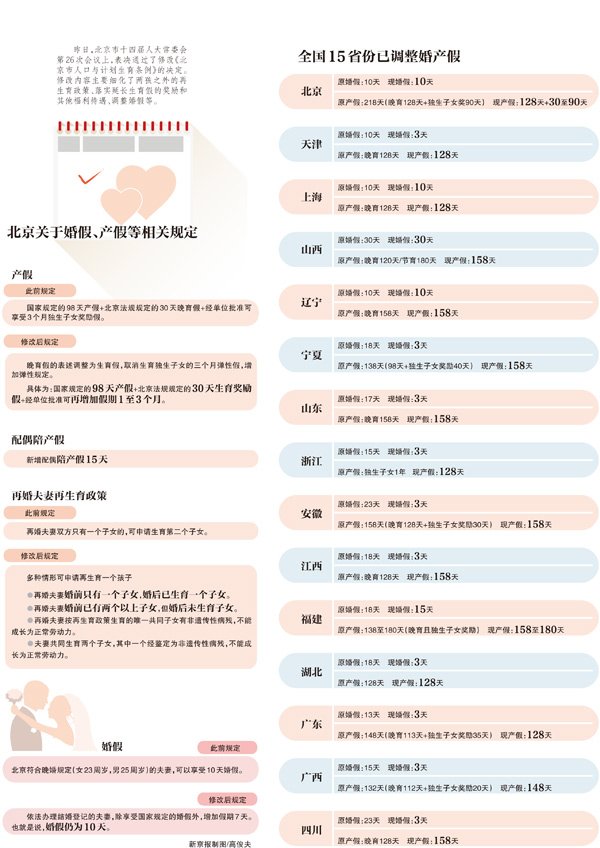 昨日,北京市十四届人大常委会
第26次会议上,表决通过了修改《北
京市人口与计划生育条例》的决定。
修改内容主要细化了两孩之外的再
生育政策、落实延长生育假的奖励和
其他福利待遇、调整婚假等。
北京关于婚假、产假等相关规定
产假
此前规定
国家规定的98天产假+北京法规规定的30天晚育假+经单位批准可
享受3个月独生子女奖励假。
修改后规定
晚育假的表述调整为生育假,取消生育独生子女的三个月弹性假,增
加弹性规定。
具体为:国家规定的98天产假+北京法规规定的30天生育奖励
假+经单位批准可再增加假期1至3个月。
配偶陪产假
新增配偶陪产假15天
再婚夫妻再生育政策
此前规定
再婚夫妻双方只有一个子女的,可申请生育第二个子女。
修改后规定
多种情形可申请再生育一个孩子
●再婚夫妻婚前只有一个子女,婚后已生育一个子女。
●再婚夫妻婚前已有两个以上子女,但婚后未生育子女。
●再婚夫妻按再生育政策生育的唯一共同子女有非遗传性病残,不能
成长为正常劳动力。
●夫妻共同生育两个子女,其中一个经鉴定为非遗传性病残,不能成
长为正常劳动力。
婚假
此前规定
北京符合晚婚规定(女23周岁,男25周岁)的夫妻,可以享受10天婚假。
修改后规定
依法办理结婚登记的夫妻,除享受国家规定的婚假外,增加假期7天。
也就是说,婚假仍为10天。
新京报制图/高俊夫
全国15省份已调整婚产假
北京
原婚假:10天 现婚假:10天
原产假:218天(晚育128天+独生子女奖90天) 现产假:128天+30至90天
天津
原婚假:10天 现婚假:3天
原产假:晚育128天 现产假:128天
上海
原婚假:10天 现婚假:10天
原产假:晚育128天 现产假:128天
山西
原婚假:30天 现婚假:30天
原产假:晚育120天/节育180天 现产假:158天
辽宁
原婚假:10天 现婚假:10天
原产假:晚育158天 现产假:158天
宁夏
原婚假:18天 现婚假:3天
原产假:138天(98天+独生子女奖励40天) 现产假:158天
山东
原婚假:17天 现婚假:3天
原产假:晚育158天 现产假:158天
浙江
原婚假:15天 现婚假:3天
原产假:独生子女1年 现产假:128天
安徽
原婚假:23天 现婚假:3天
原产假:158天(晚育128天+独生子女奖励30天) 现产假:158天
江西
原婚假:18天 现婚假:3天
原产假:晚育128天 现产假:158天
福建
原婚假:18天 现婚假:15天
原产假:138至180天(晚育且独生子女奖励) 现产假:158至180天
湖北
原婚假:18天 现婚假:3天
原产假:128天 现产假:128天
广东
原婚假:13天 现婚假:3天
原产假:148天(晚育113天+独生子女奖励35天) 现产假:128天
广西
原婚假:15天 现婚假:3天
原产假:132天(晚育112天+独生子女奖励20天) 现产假:148天
四川
原婚假:23天 现婚假:3天
原产假:晚育128天 现产假:158天